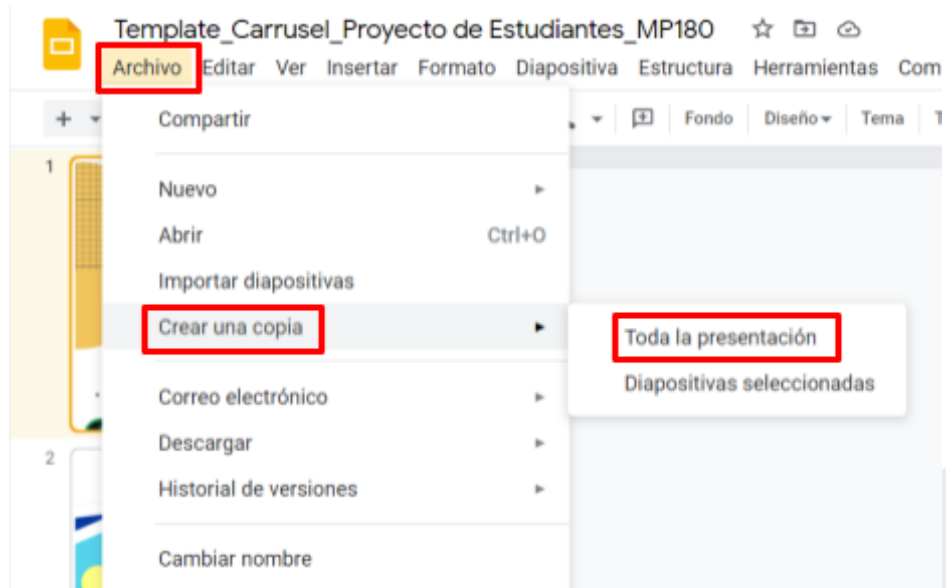 Template_Carrusel_Proyecto de Estudiantes_MP180
Archivo Editar Ver Insertar Formato Diapositiva Estructura Herramientas Com
Compartir
Fondo Diseño Tema T
1
Nuevo
Abrir Ctrl+O
Importar diapositivas
Crear una copia
Toda la presentación
Diapositivas seleccionadas
Correo electrónico
Descargar
2
Historial de versiones
Cambiar nombre